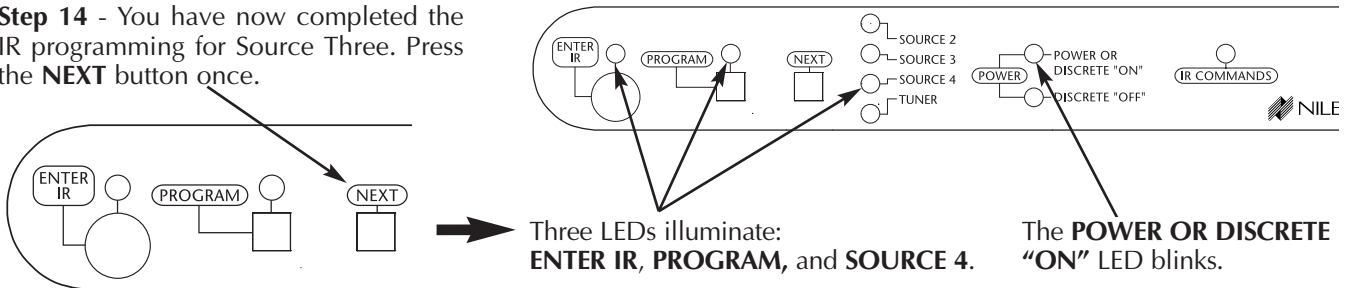 Step 14 - You have now completed the
IR programming for Source Three. Press
the NEXT button once.
ENTER
IR
PROGRAM
NEXT
ENTER
IR
PROGRAM
NEXT
SOURCE 2
SOURCE 3
SOURCE 4
TUNER
POWER
POWER OR
DISCRETE "ON"
DISCRETE "OFF"
IR COMMANDS
NILE
Three LEDs illuminate:
ENTER IR, PROGRAM, and SOURCE 4.
The POWER OR DISCRETE
“ON” LED blinks.